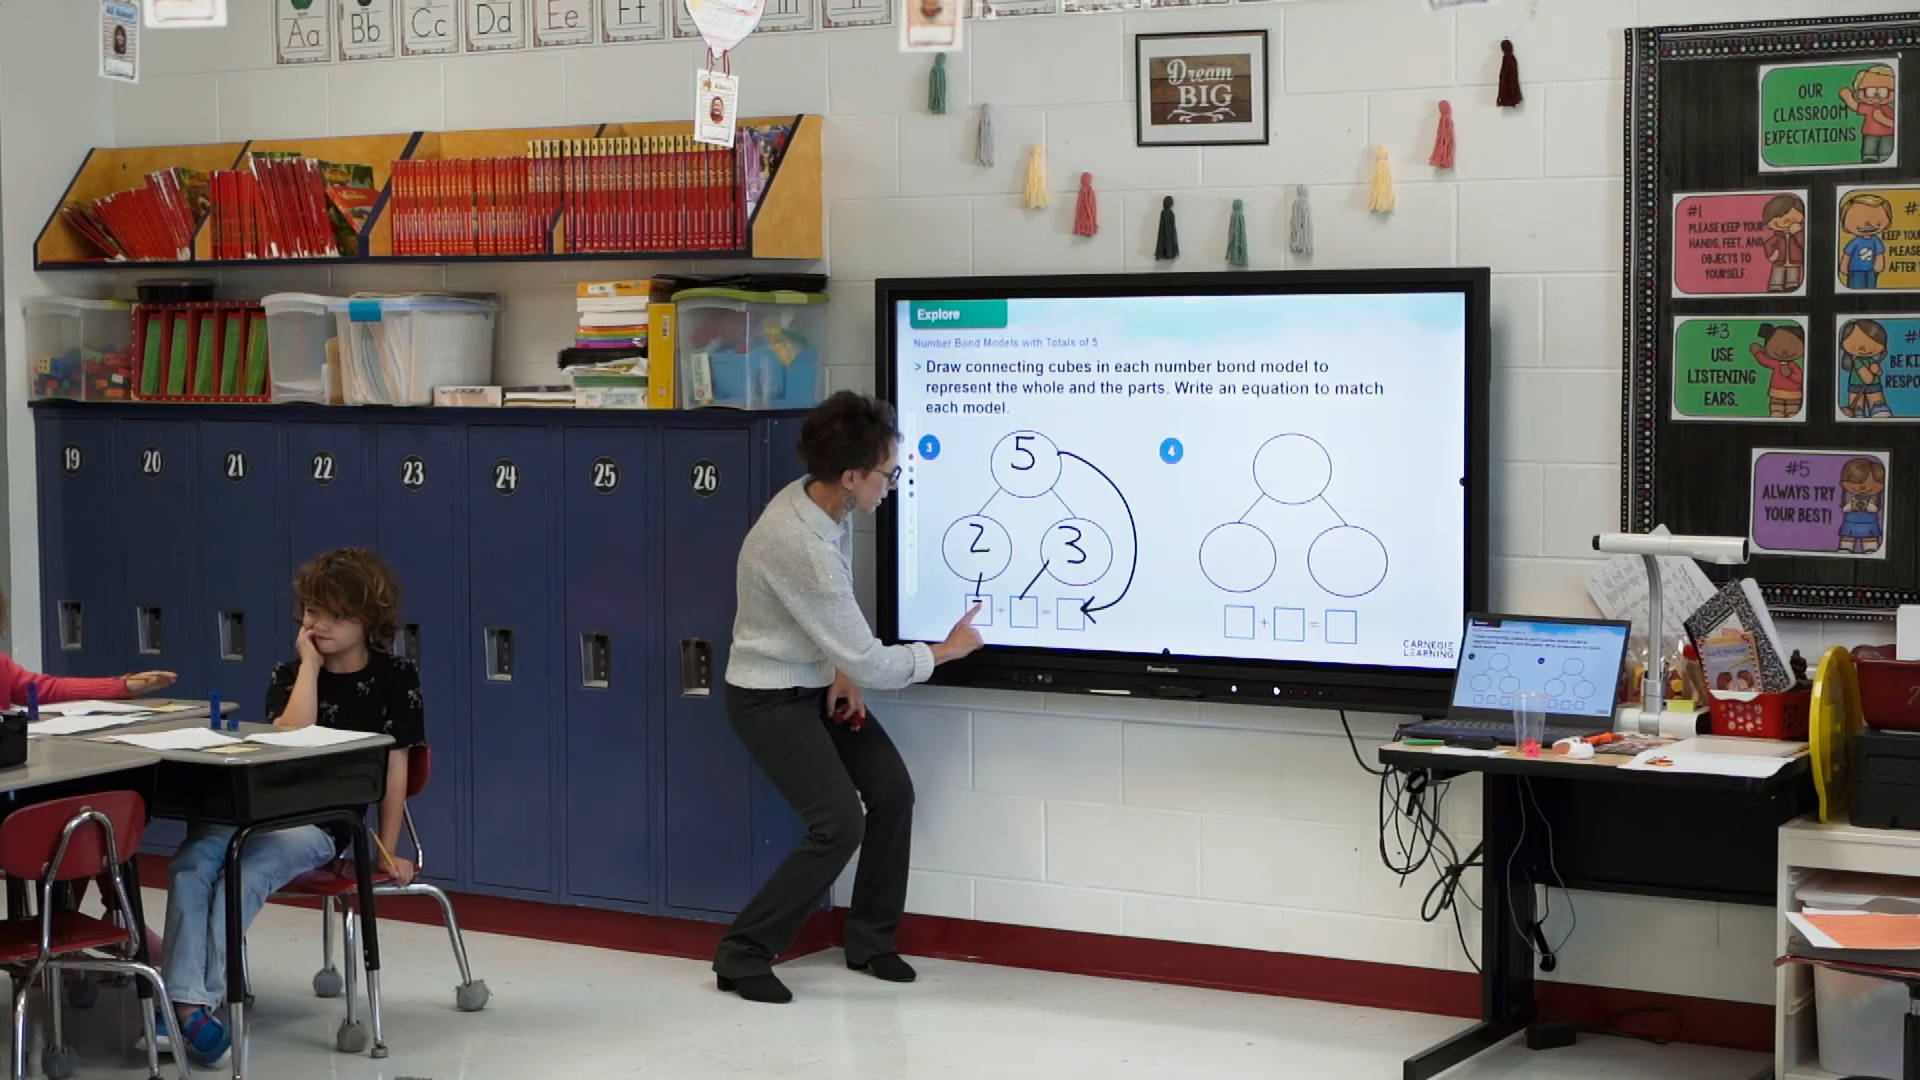 Aa Bb Cc Dd Ee Ff
Dream
BIG
OUR
CLASSROOM
EXPECTATIONS
#1
PLEASE KEEP YOUR
HANDS, FEET, AND
OBJECTS TO
YOURSELF.
#3
USE
LISTENING
EARS.
#5
ALWAYS TRY
YOUR BEST!
19 20 21 22 23 24 25 26
Explore
Number Bond Models with Totals of 5
> Draw connecting cubes in each number bond model to
represent the whole and the parts. Write an equation to match
each model.
3
5
2 3
+ =
4
+ =
CARNEGIE
LEARNING
Promethean